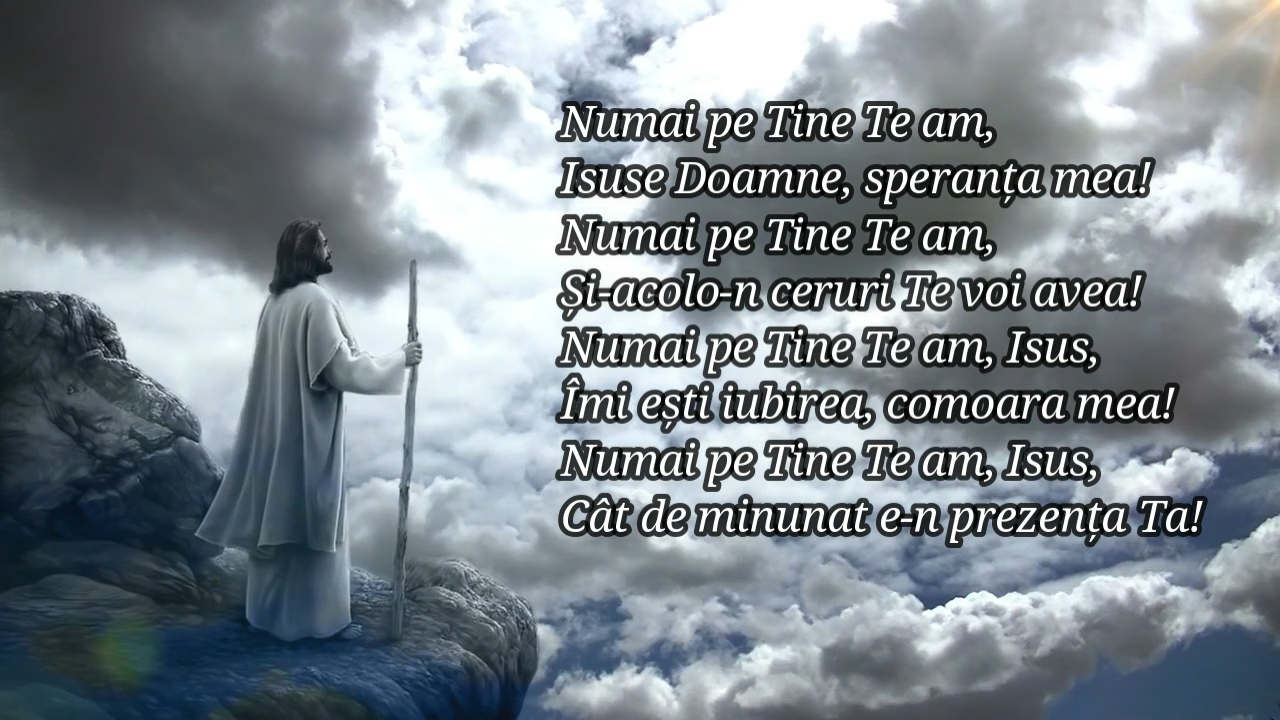 Numai pe Tine Te am,
Isuse Doamne, speranța mea!
Numai pe Tine Te am,
Și-acolo-n ceruri Te voi avea!
Numai pe Tine Te am, Isus,
Îmi ești iubirea, comoara mea!
Numai pe Tine Te am, Isus,
Cât de minunat e-n prezența Ta!